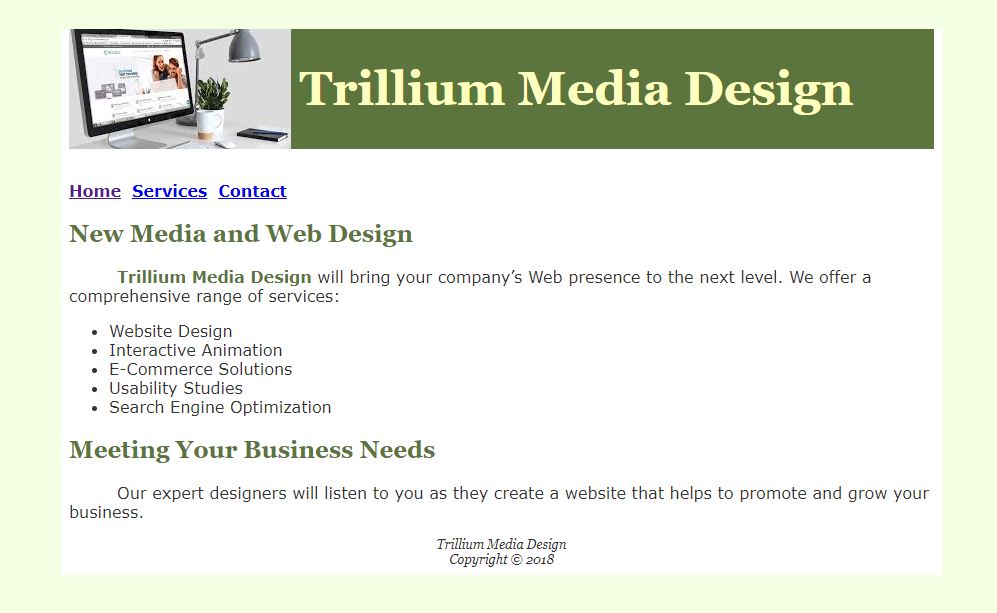 Trillium Media Design
Home Services Contact
New Media and Web Design
Trillium Media Design will bring your company’s Web presence to the next level. We offer a
comprehensive range of services:
• Website Design
• Interactive Animation
• E-Commerce Solutions
• Usability Studies
• Search Engine Optimization
Meeting Your Business Needs
Our expert designers will listen to you as they create a website that helps to promote and grow your
business.
Trillium Media Design
Copyright © 2018